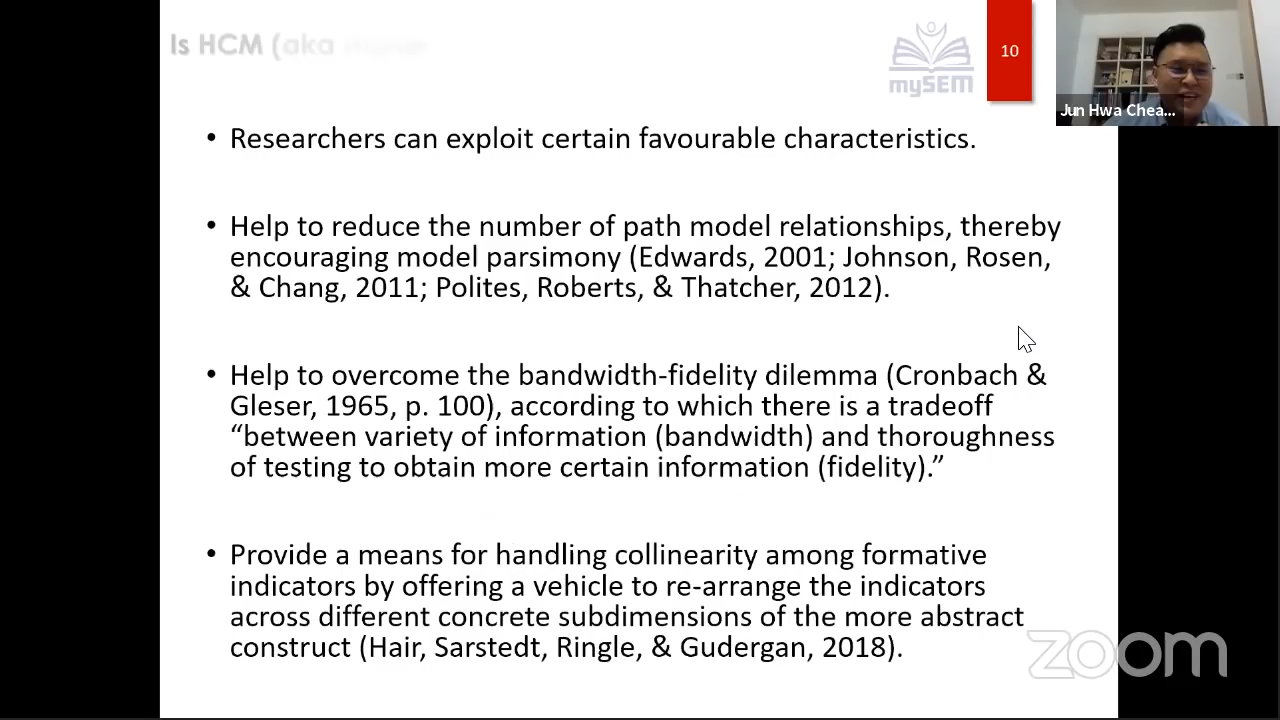 Is HCM (aka
mySEM
10
Jun Hwa Chea...
• Researchers can exploit certain favourable characteristics.
• Help to reduce the number of path model relationships, thereby
encouraging model parsimony (Edwards, 2001; Johnson, Rosen,
& Chang, 2011; Polites, Roberts, & Thatcher, 2012).
• Help to overcome the bandwidth-fidelity dilemma (Cronbach &
Gleser, 1965, p. 100), according to which there is a tradeoff
“between variety of information (bandwidth) and thoroughness
of testing to obtain more certain information (fidelity).”
• Provide a means for handling collinearity among formative
indicators by offering a vehicle to re-arrange the indicators
across different concrete subdimensions of the more abstract
construct (Hair, Sarstedt, Ringle, & Gudergan, 2018).
zoom